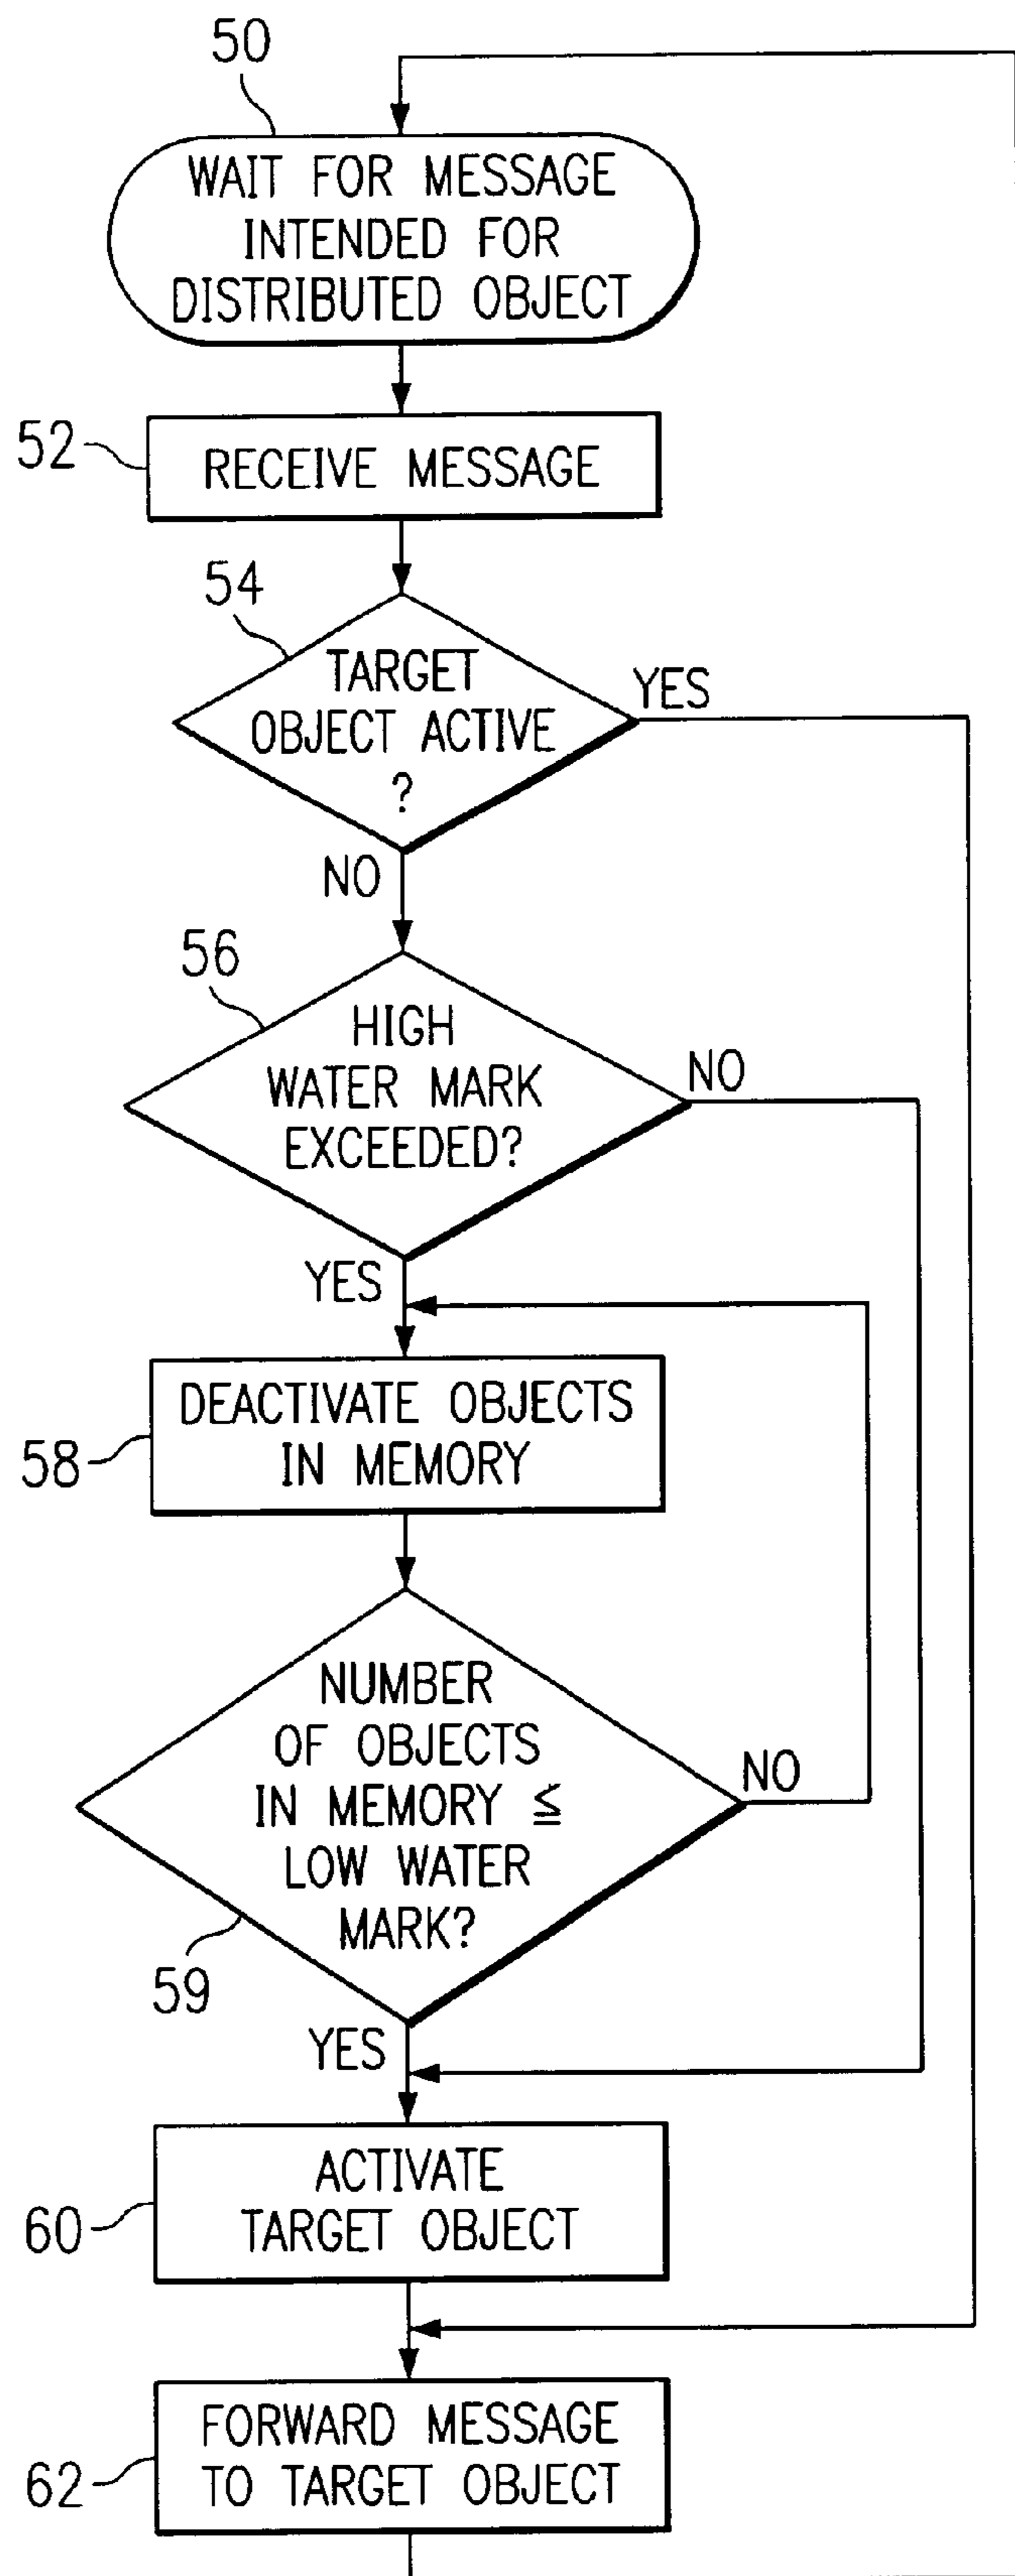 50
WAIT FOR MESSAGE
INTENDED FOR
DISTRIBUTED OBJECT
52
RECEIVE MESSAGE
54
TARGET
OBJECT ACTIVE
?
YES
NO
56
HIGH
WATER MARK
EXCEEDED?
NO
YES
58
DEACTIVATE OBJECTS
IN MEMORY
NUMBER
OF OBJECTS
IN MEMORY ≦
LOW WATER
MARK?
NO
59
YES
60
ACTIVATE
TARGET OBJECT
62
FORWARD MESSAGE
TO TARGET OBJECT